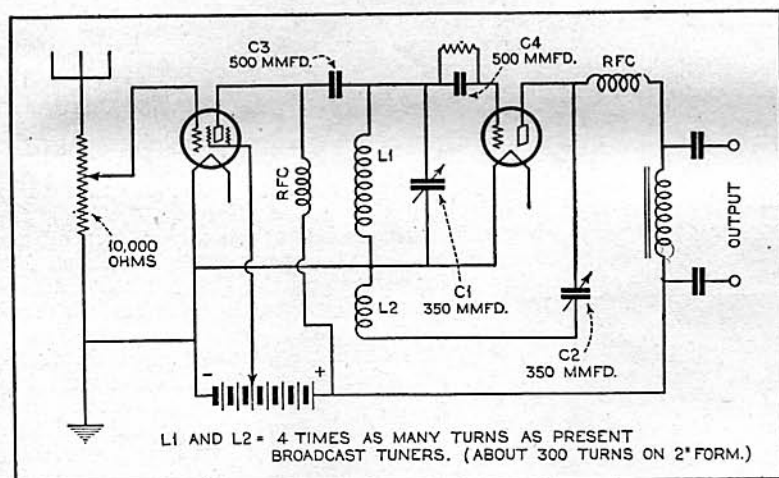 C3
500 MMFD.
C4
500 MMFD.
RFC
L1
RFC
10,000
OHMS
C1
350 MMFD.
L2
OUTPUT
C2
350 MMFD.
-
+
L1 AND L2 = 4 TIMES AS MANY TURNS AS PRESENT
BROADCAST TUNERS. (ABOUT 300 TURNS ON 2" FORM.)